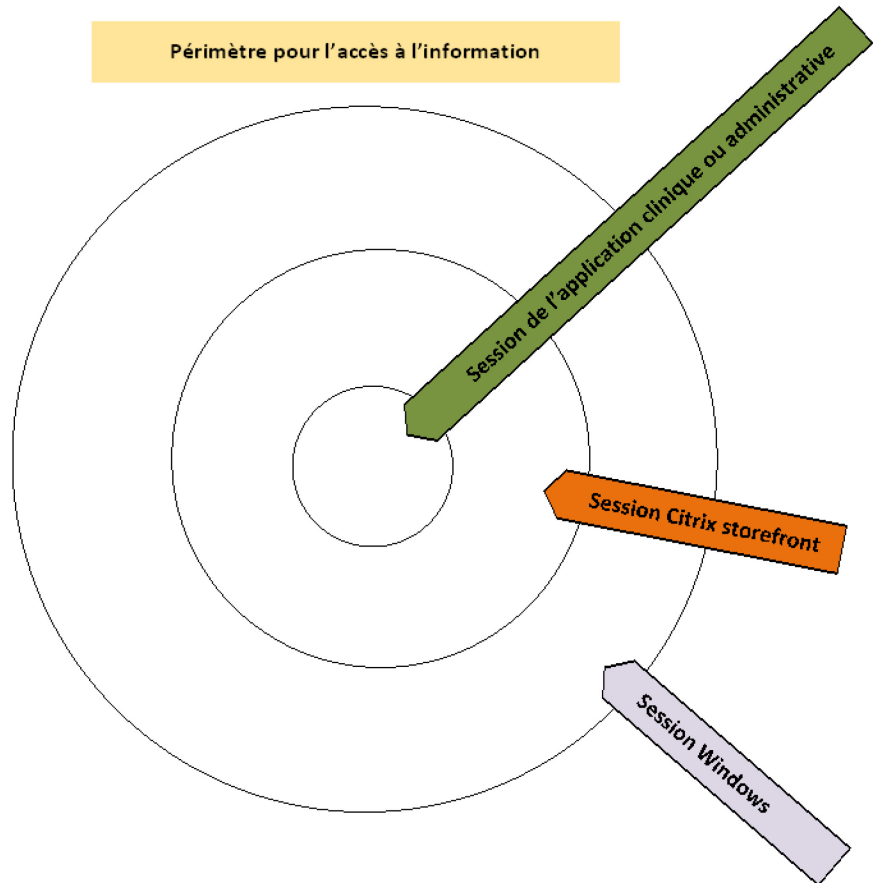 Périmètre pour l'accès à l'information
Session de l'application clinique ou administrative
Session Citrix storefront
Session Windows